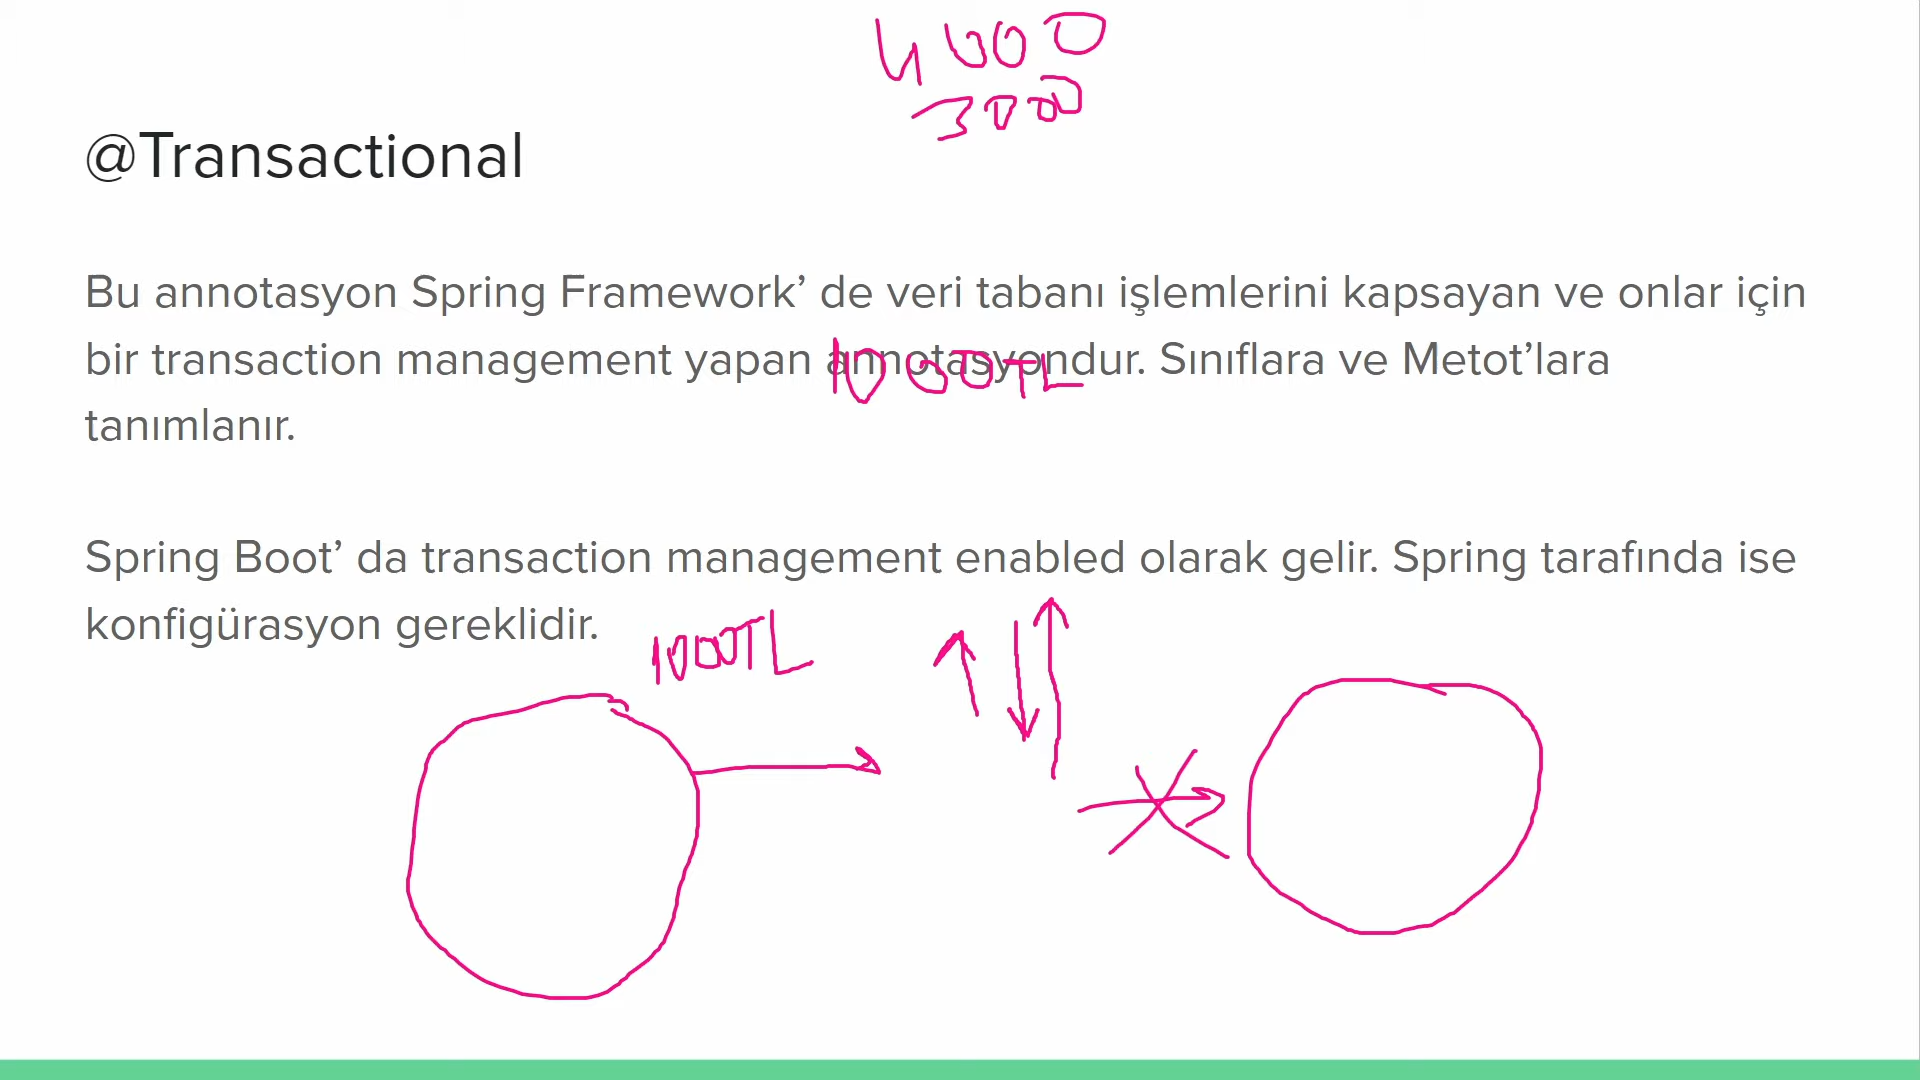 4000
3000
@Transactional
Bu annotasyon Spring Framework’ de veri tabanı işlemlerini kapsayan ve onlar için
bir transaction management yapan annotasyondur. Sınıflara ve Metot’lara
1000TL
tanımlanır.
Spring Boot’ da transaction management enabled olarak gelir. Spring tarafında ise
konfigürasyon gereklidir.
1000TL